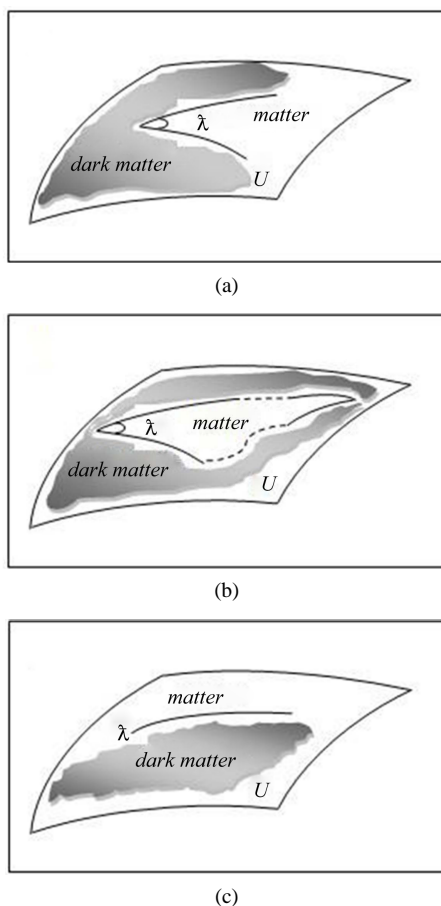 matter
ƛ
dark matter
U
(a)
matter
ƛ
dark matter
U
(b)
matter
ƛ
dark matter
U
(c)